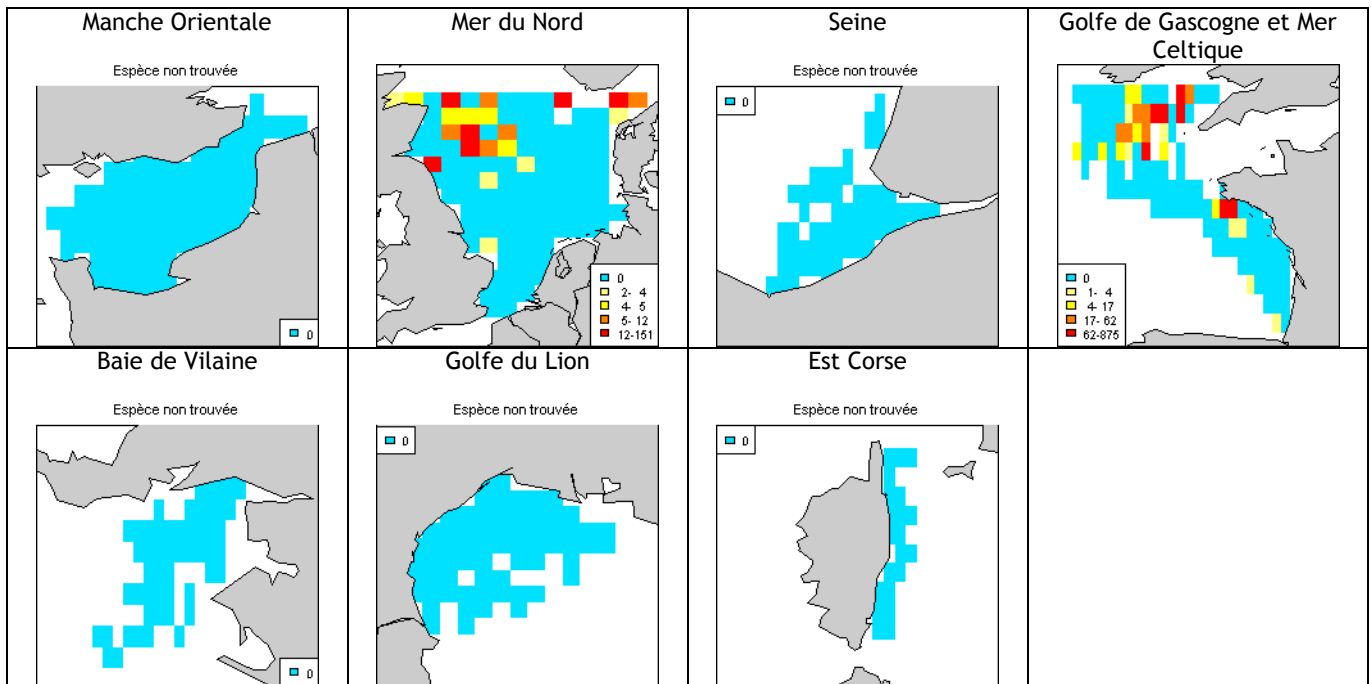 Manche Orientale
Espèce non trouvée
0
Mer du Nord
0
2- 4
4- 5
5- 12
12-151
Seine
Espèce non trouvée
0
Golfe de Gascogne et Mer
Celtique
0
1- 4
4- 17
17- 62
62-875
Baie de Vilaine
Espèce non trouvée
0
Golfe du Lion
Espèce non trouvée
0
Est Corse
Espèce non trouvée
0